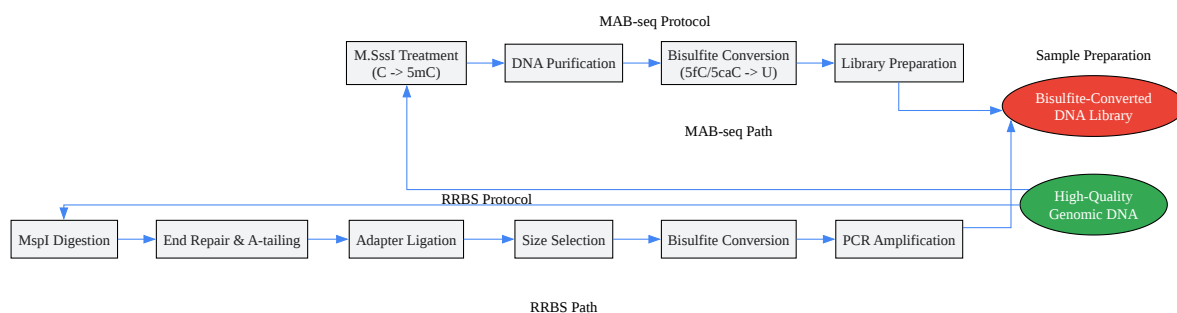 MAB-seq Protocol
M.SssI Treatment
(C -> 5mC)
DNA Purification
Bisulfite Conversion
(5fC/5caC -> U)
Library Preparation
Sample Preparation
Bisulfite-Converted
DNA Library
MAB-seq Path
High-Quality
Genomic DNA
RRBS Protocol
MspI Digestion
End Repair & A-tailing
Adapter Ligation
Size Selection
Bisulfite Conversion
PCR Amplification
RRBS Path